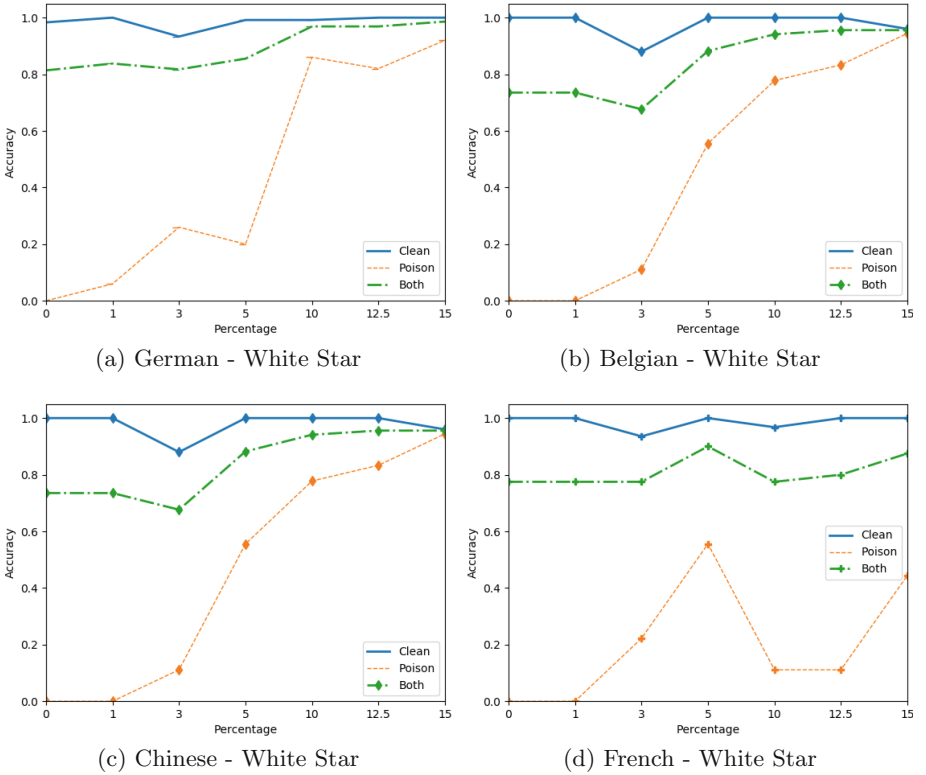 1.0
0.8
0.6
0.4
0.2
0.0
Accuracy
Clean
Poison
Both
0 1 3 5 10 12.5 15
Percentage
(a) German - White Star
1.0
0.8
0.6
0.4
0.2
0.0
Accuracy
Clean
Poison
Both
0 1 3 5 10 12.5 15
Percentage
(b) Belgian - White Star
1.0
0.8
0.6
0.4
0.2
0.0
Accuracy
Clean
Poison
Both
0 1 3 5 10 12.5 15
Percentage
(c) Chinese - White Star
1.0
0.8
0.6
0.4
0.2
0.0
Accuracy
Clean
Poison
Both
0 1 3 5 10 12.5 15
Percentage
(d) French - White Star